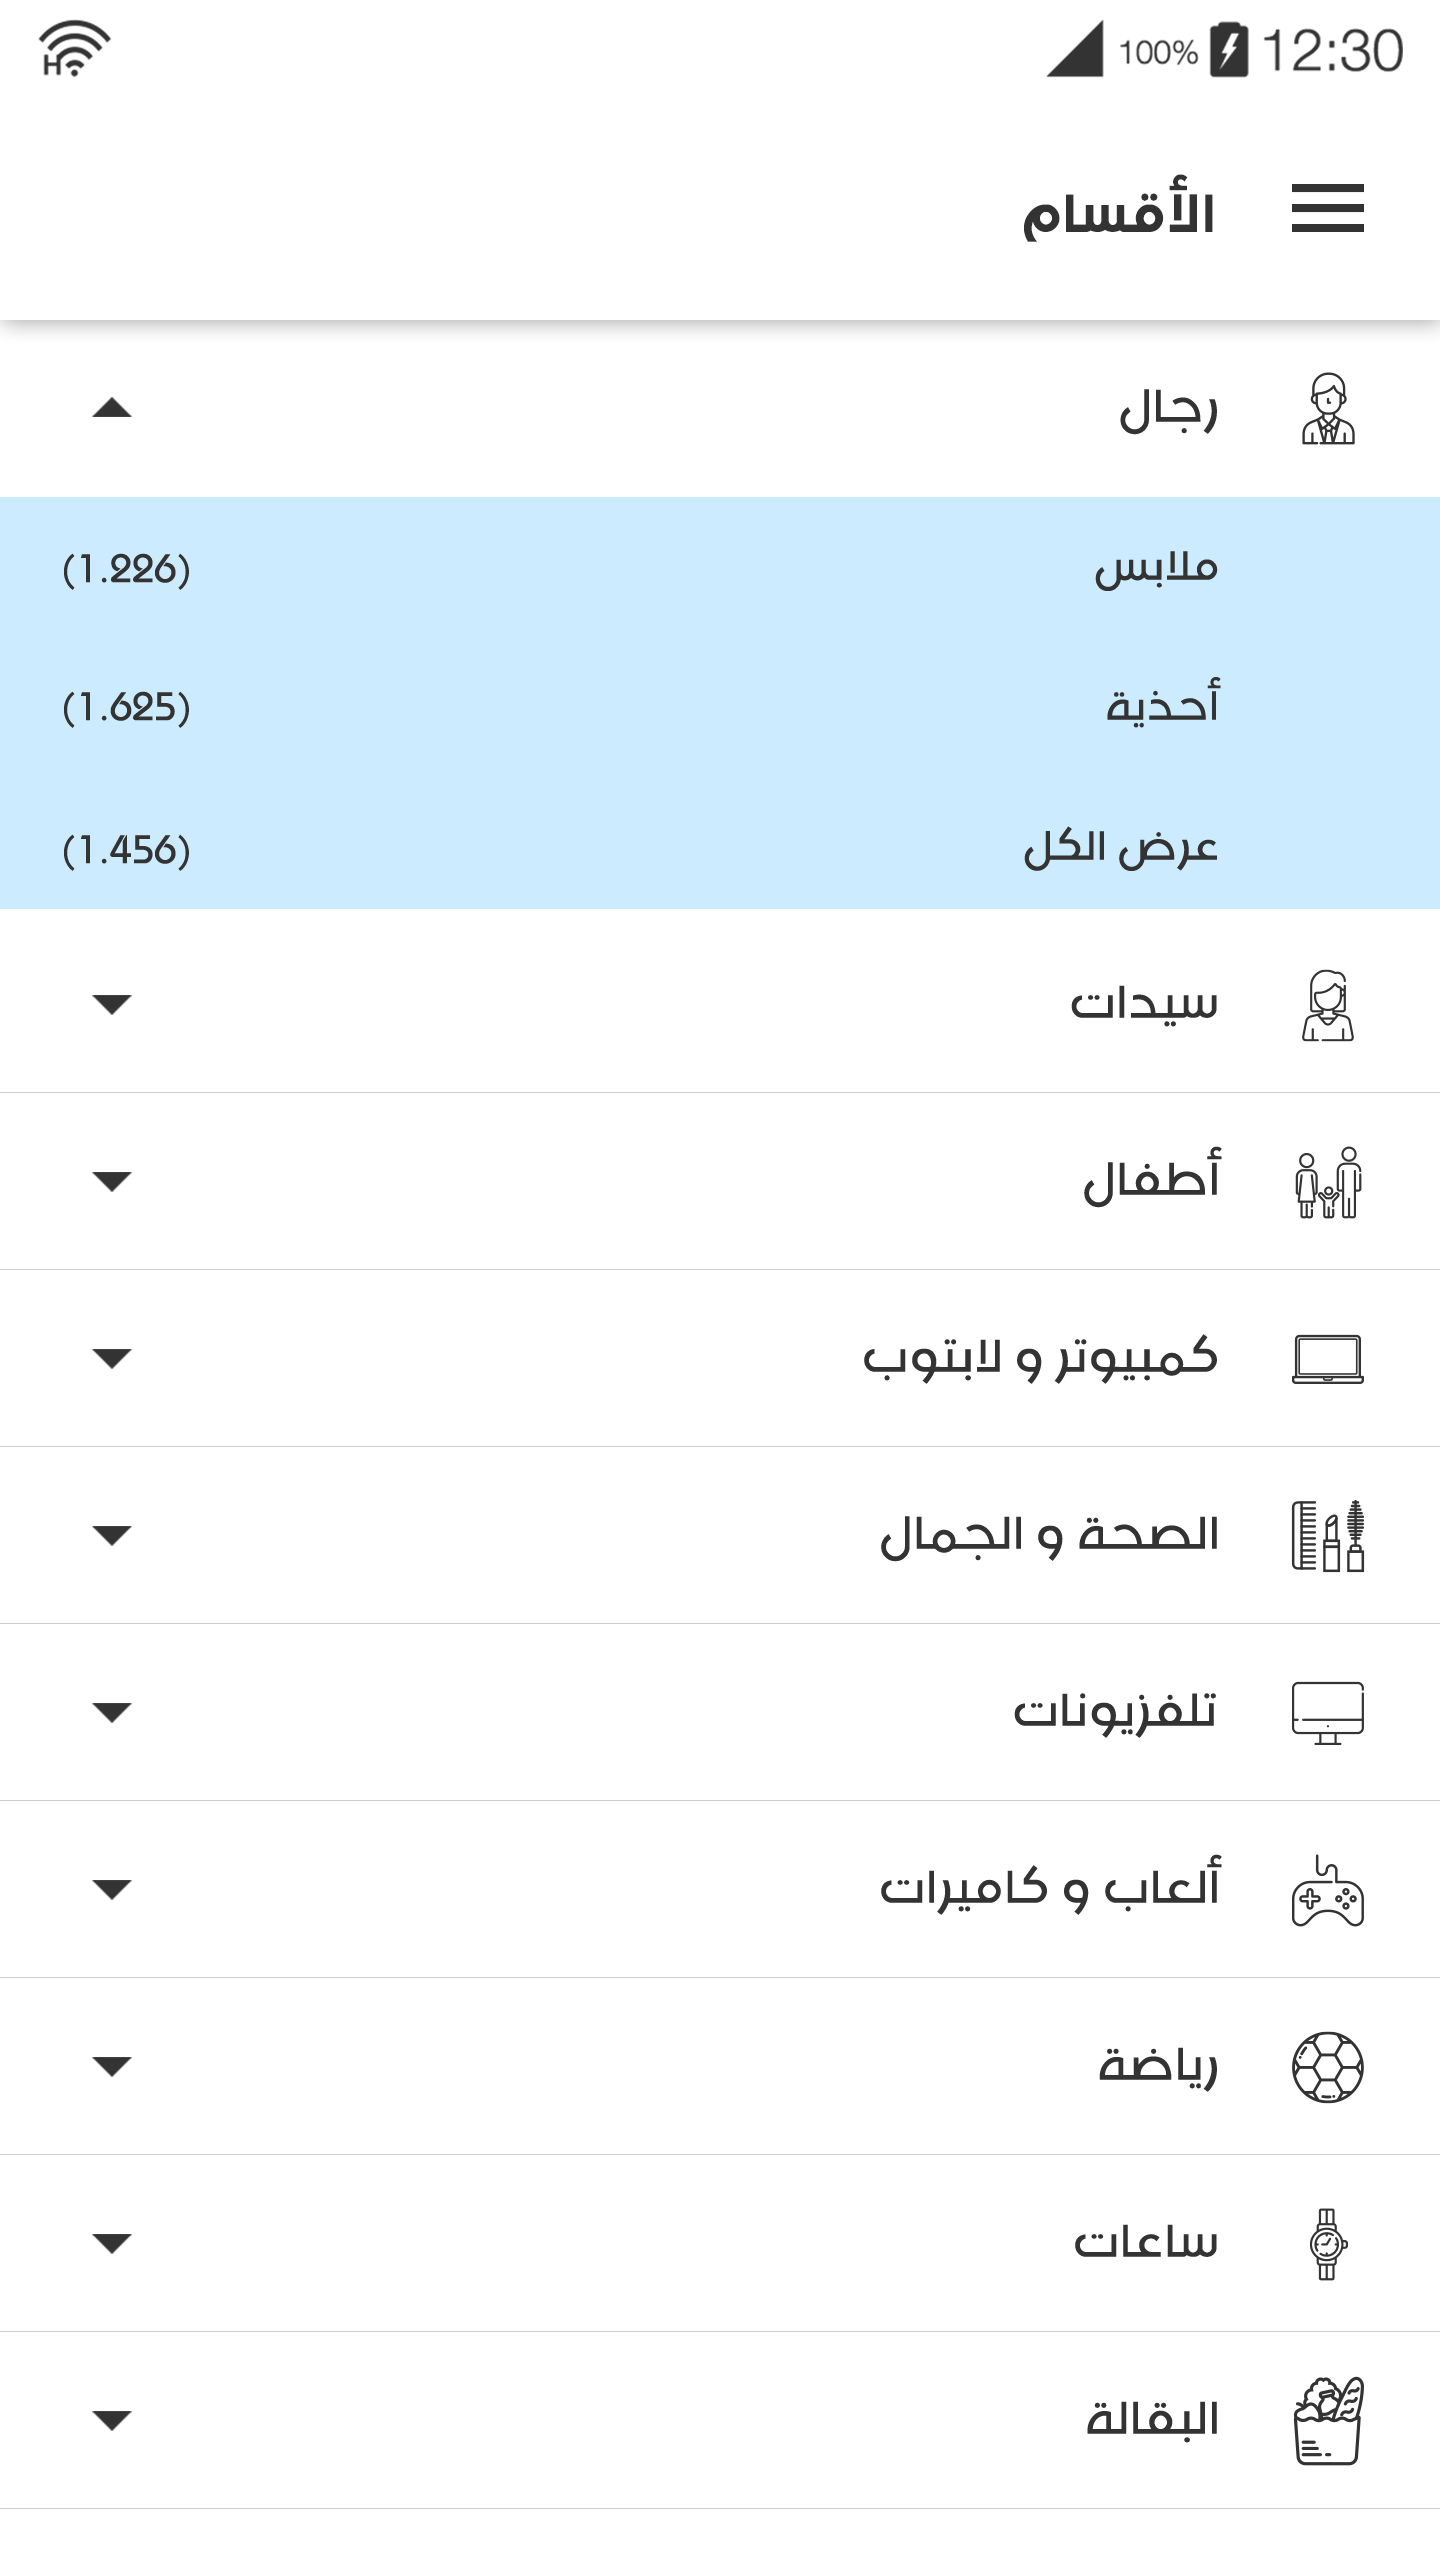 100% 12:30
الأقسام
رجال
ملابس (1.226)
أحذية (1.625)
عرض الكل (1.456)
سيدات
أطفال
كمبيوتر و لابتوب
الصحة و الجمال
تلفزيونات
ألعاب و كاميرات
رياضة
ساعات
البقالة